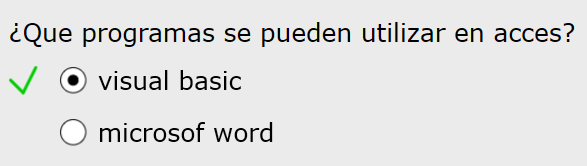 ¿Que programas se pueden utilizar en acces?
visual basic
microsof word